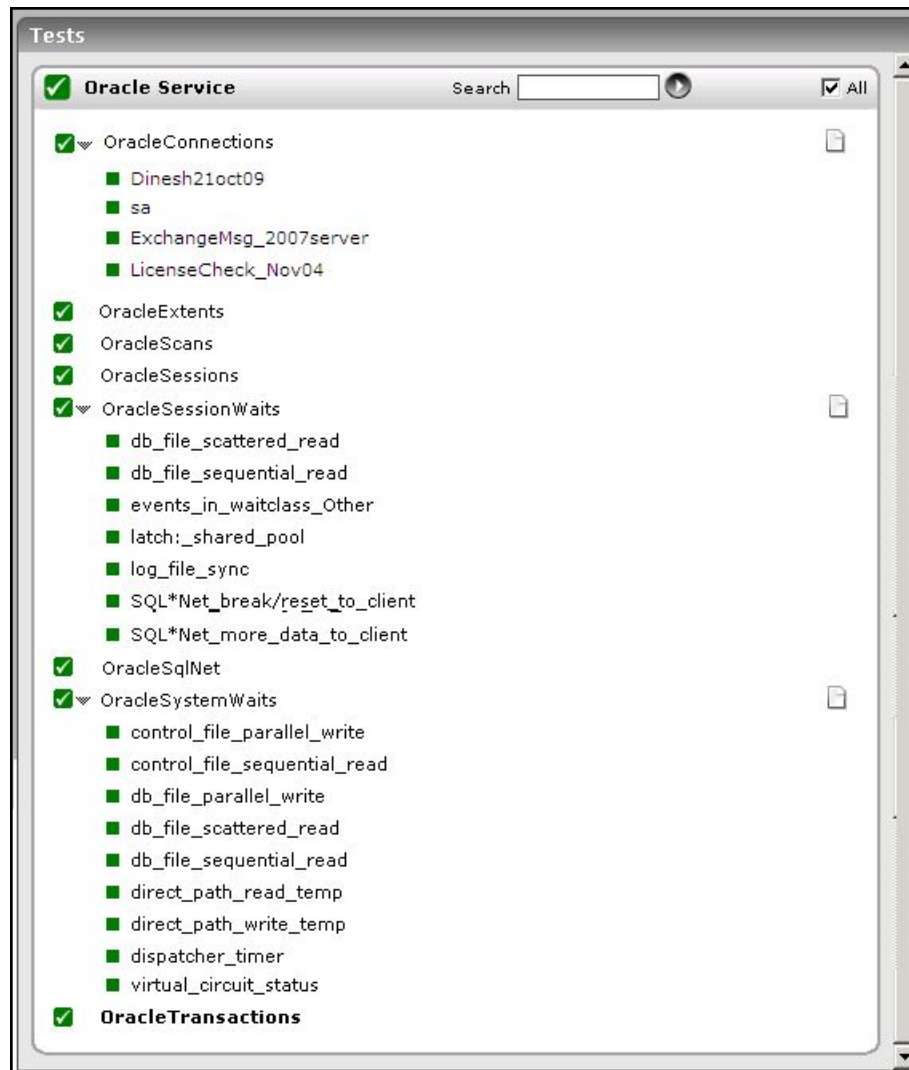 Tests
Oracle Service Search All
OracleConnections
Dinesh21oct09
sa
ExchangeMsg_2007server
LicenseCheck_Nov04
OracleExtents
OracleScans
OracleSessions
OracleSessionWaits
db_file_scattered_read
db_file_sequential_read
events_in_waitclass_Other
latch:_shared_pool
log_file_sync
SQL*Net_break/reset_to_client
SQL*Net_more_data_to_client
OracleSqlNet
OracleSystemWaits
control_file_parallel_write
control_file_sequential_read
db_file_parallel_write
db_file_scattered_read
db_file_sequential_read
direct_path_read_temp
direct_path_write_temp
dispatcher_timer
virtual_circuit_status
OracleTransactions